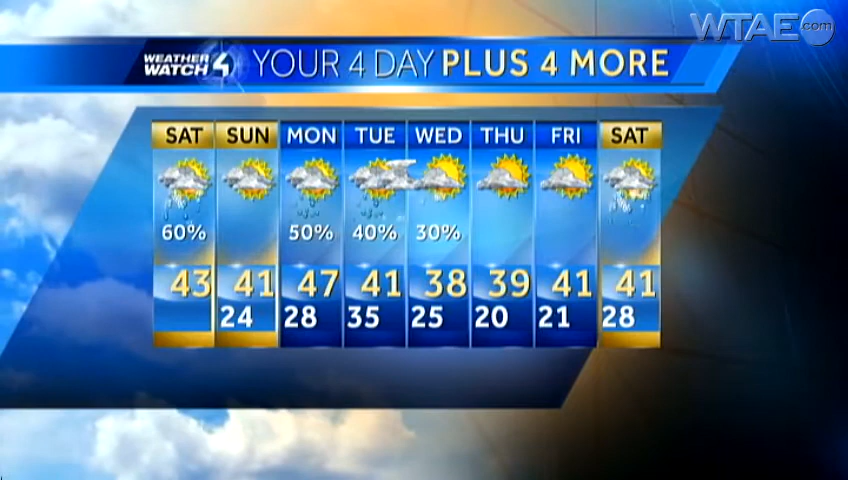 WTAE.com
WEATHER
WATCH 4
YOUR 4 DAY PLUS 4 MORE
SAT SUN MON TUE WED THU FRI SAT
60% 50% 40% 30%
43 41 47 41 38 39 41 41
24 28 35 25 20 21 28